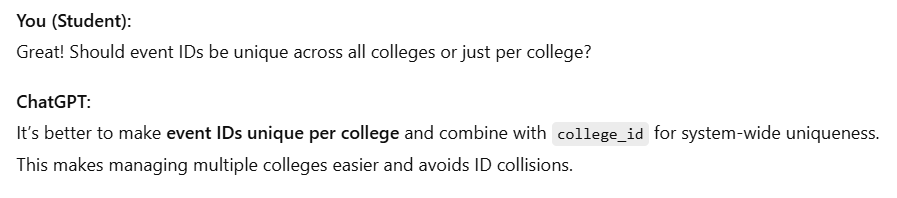 You (Student):
Great! Should event IDs be unique across all colleges or just per college?
ChatGPT:
It’s better to make event IDs unique per college and combine with college_id for system-wide uniqueness.
This makes managing multiple colleges easier and avoids ID collisions.